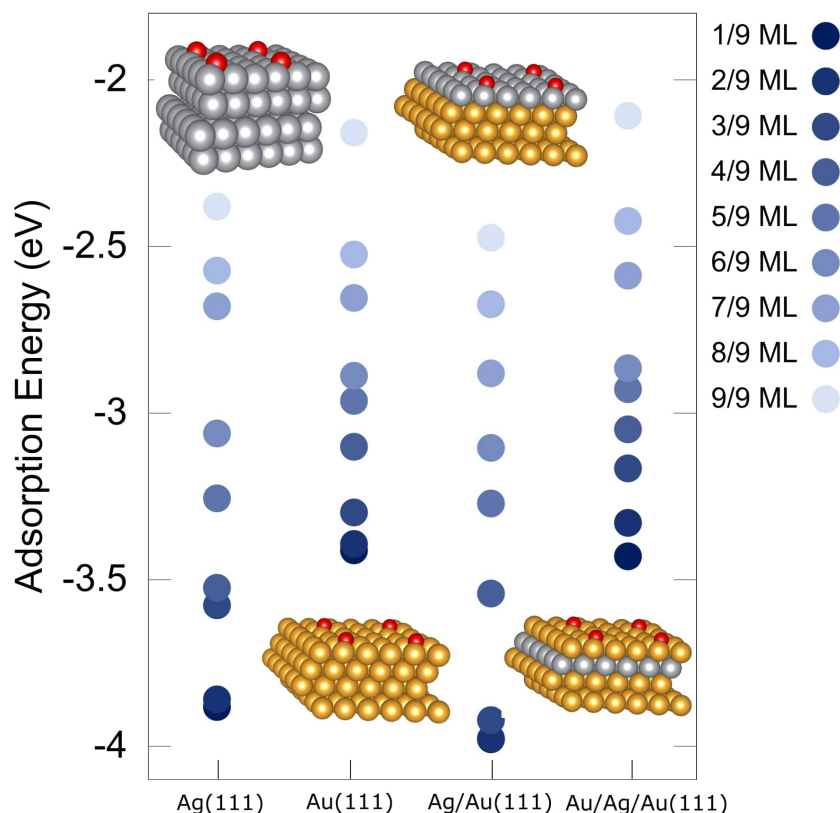 Adsorption Energy (eV)
-2
-2.5
-3
-3.5
-4
Ag(111) Au(111) Ag/Au(111) Au/Ag/Au(111)
1/9 ML
2/9 ML
3/9 ML
4/9 ML
5/9 ML
6/9 ML
7/9 ML
8/9 ML
9/9 ML